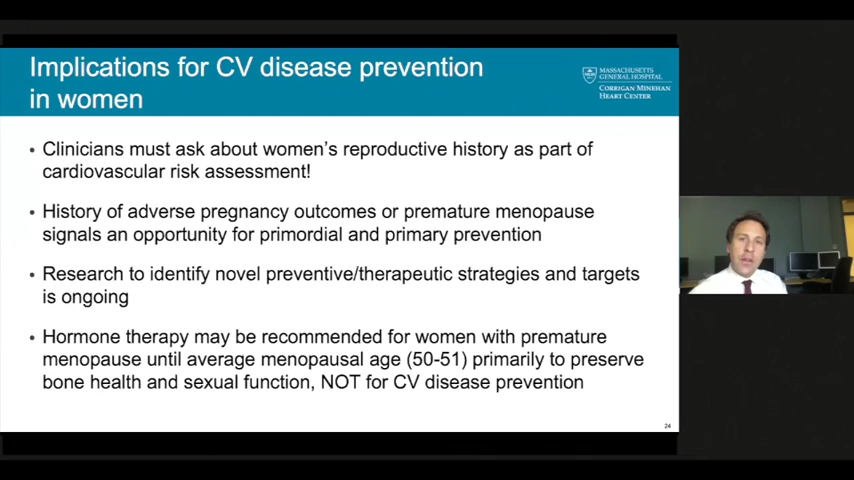 Implications for CV disease prevention
in women
MASSACHUSETTS
GENERAL HOSPITAL
CORRIGAN MINEHAN
HEART CENTER
• Clinicians must ask about women's reproductive history as part of
cardiovascular risk assessment!
• History of adverse pregnancy outcomes or premature menopause
signals an opportunity for primordial and primary prevention
• Research to identify novel preventive/therapeutic strategies and targets
is ongoing
• Hormone therapy may be recommended for women with premature
menopause until average menopausal age (50-51) primarily to preserve
bone health and sexual function, NOT for CV disease prevention
24